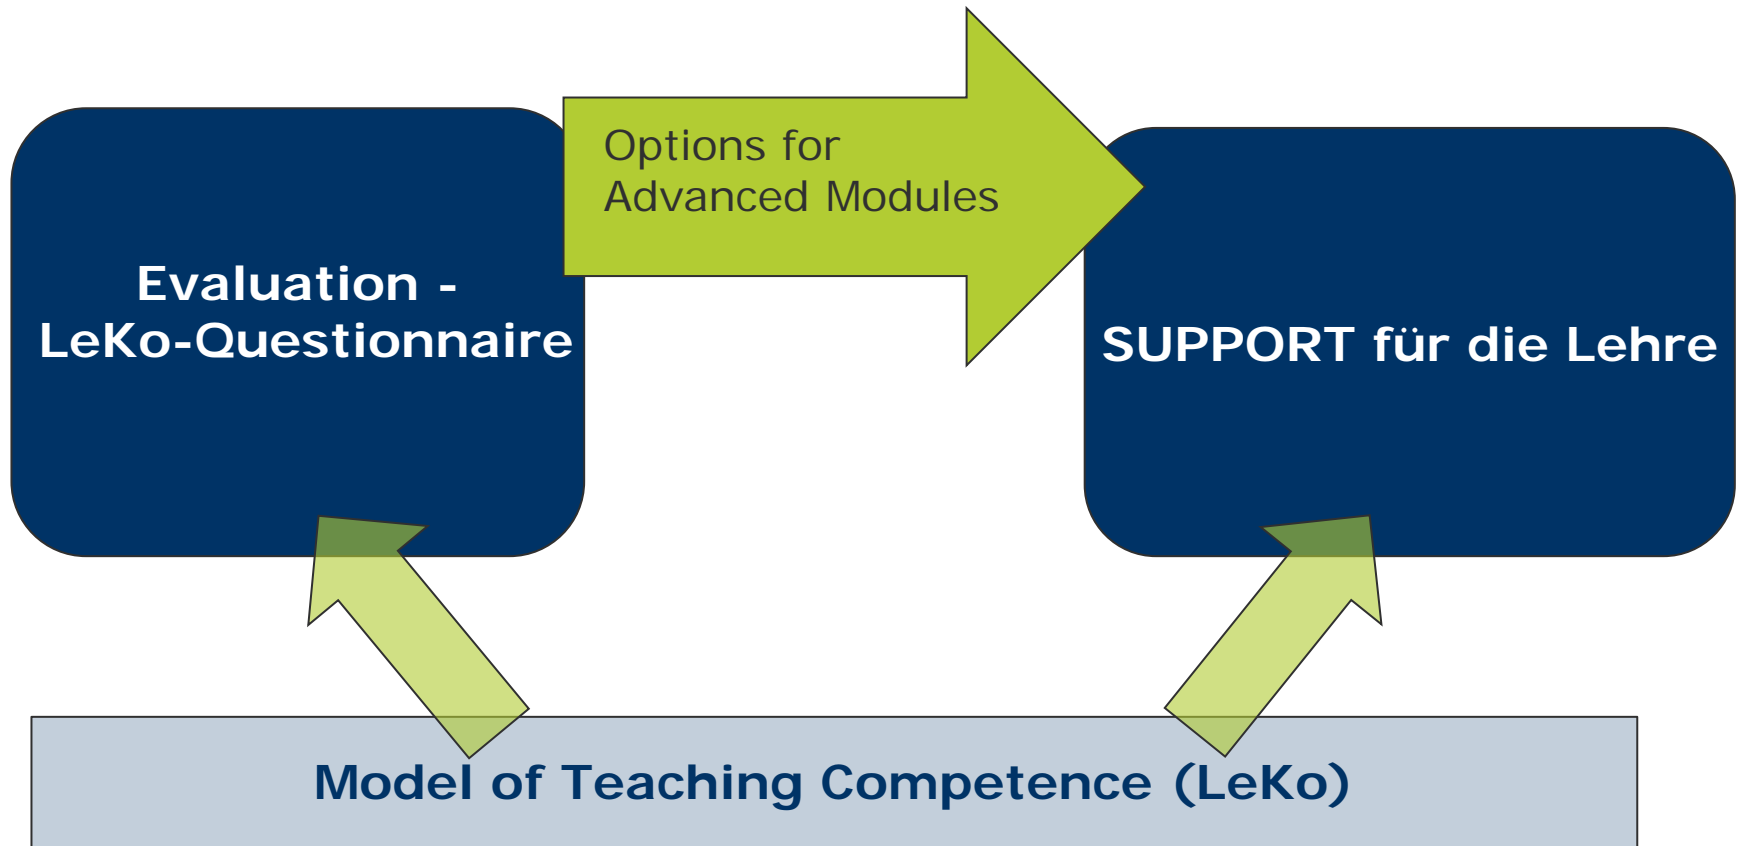 Options for
Advanced Modules
Evaluation -
LeKo-Questionnaire
SUPPORT für die Lehre
Model of Teaching Competence (LeKo)